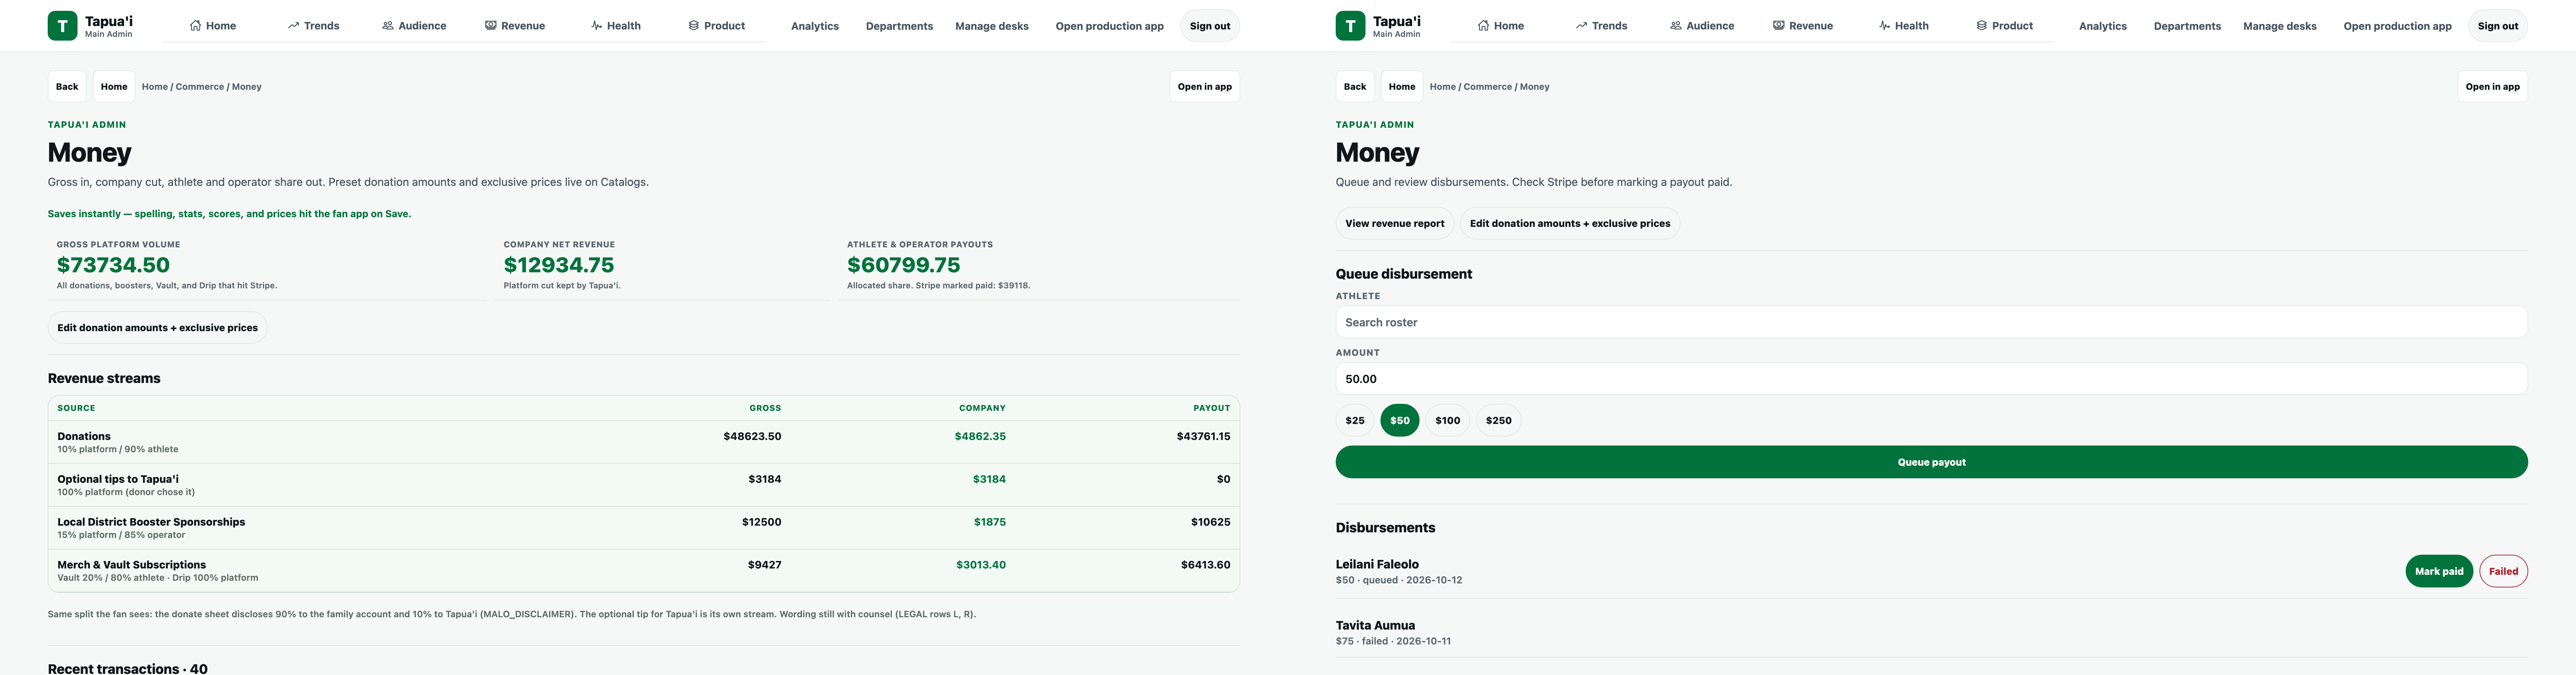 T
Tapua'i
Main Admin
Home
Trends
Audience
Revenue
Health
Product
Analytics
Departments
Manage desks
Open production app
Sign out
Back
Home
Home / Commerce / Money
Open in app
TAPUA'I ADMIN
Money
Gross in, company cut, athlete and operator share out. Preset donation amounts and exclusive prices live on Catalogs.
Saves instantly — spelling, stats, scores, and prices hit the fan app on Save.
GROSS PLATFORM VOLUME
$73734.50
All donations, boosters, Vault, and Drip that hit Stripe.
COMPANY NET REVENUE
$12934.75
Platform cut kept by Tapua'i.
ATHLETE & OPERATOR PAYOUTS
$60799.75
Allocated share. Stripe marked paid: $39118.
Edit donation amounts + exclusive prices
Revenue streams
SOURCE GROSS COMPANY PAYOUT
Donations $48623.50 $4862.35 $43761.15
10% platform / 90% athlete
Optional tips to Tapua'i $3184 $3184 $0
100% platform (donor chose it)
Local District Booster Sponsorships $12500 $1875 $10625
15% platform / 85% operator
Merch & Vault Subscriptions $9427 $3013.40 $6413.60
Vault 20% / 80% athlete · Drip 100% platform
Same split the fan sees: the donate sheet discloses 90% to the family account and 10% to Tapua'i (MALO_DISCLAIMER). The optional tip for Tapua'i is its own stream. Wording still with counsel (LEGAL rows L, R).
Recent transactions · 40
T
Tapua'i
Main Admin
Home
Trends
Audience
Revenue
Health
Product
Analytics
Departments
Manage desks
Open production app
Sign out
Back
Home
Home / Commerce / Money
Open in app
TAPUA'I ADMIN
Money
Queue and review disbursements. Check Stripe before marking a payout paid.
View revenue report
Edit donation amounts + exclusive prices
Queue disbursement
ATHLETE
Search roster
AMOUNT
50.00
$25
$50
$100
$250
Queue payout
Disbursements
Leilani Faleolo
$50 · queued · 2026-10-12
Mark paid
Failed
Tavita Aumua
$75 · failed · 2026-10-11